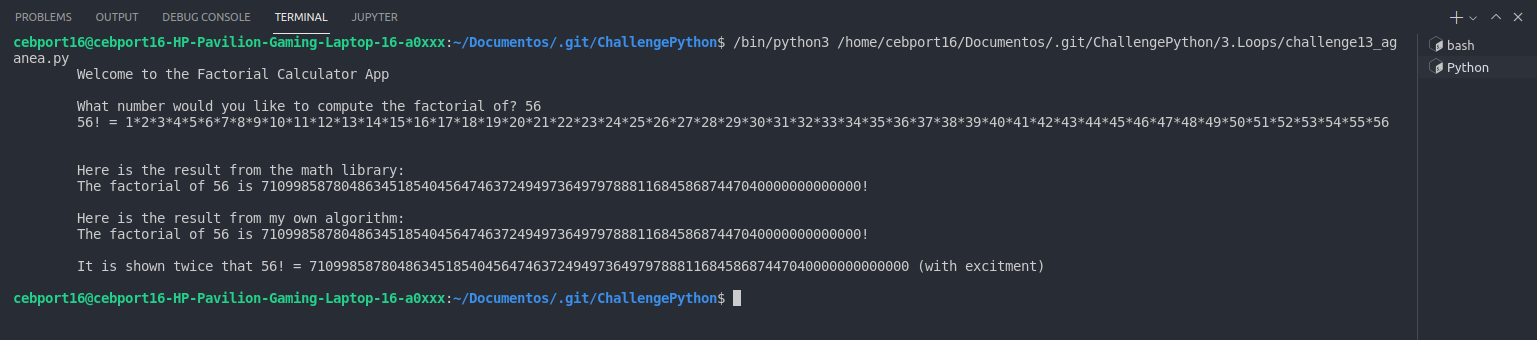 PROBLEMS OUTPUT DEBUG CONSOLE TERMINAL JUPYTER
cebport16@cebport16-HP-Pavilion-Gaming-Laptop-16-a0xxx:~/Documentos/.git/ChallengePython$ /bin/python3 /home/cebport16/Documentos/.git/ChallengePython/3.Loops/challenge13_ag
anea.py
Welcome to the Factorial Calculator App
What number would you like to compute the factorial of? 56
56! = 1*2*3*4*5*6*7*8*9*10*11*12*13*14*15*16*17*18*19*20*21*22*23*24*25*26*27*28*29*30*31*32*33*34*35*36*37*38*39*40*41*42*43*44*45*46*47*48*49*50*51*52*53*54*55*56
Here is the result from the math library:
The factorial of 56 is 710998587804863451854045647463724949736497978881168458687447040000000000000!
Here is the result from my own algorithm:
The factorial of 56 is 710998587804863451854045647463724949736497978881168458687447040000000000000!
It is shown twice that 56! = 710998587804863451854045647463724949736497978881168458687447040000000000000 (with excitment)
cebport16@cebport16-HP-Pavilion-Gaming-Laptop-16-a0xxx:~/Documentos/.git/ChallengePython$
bash
Python